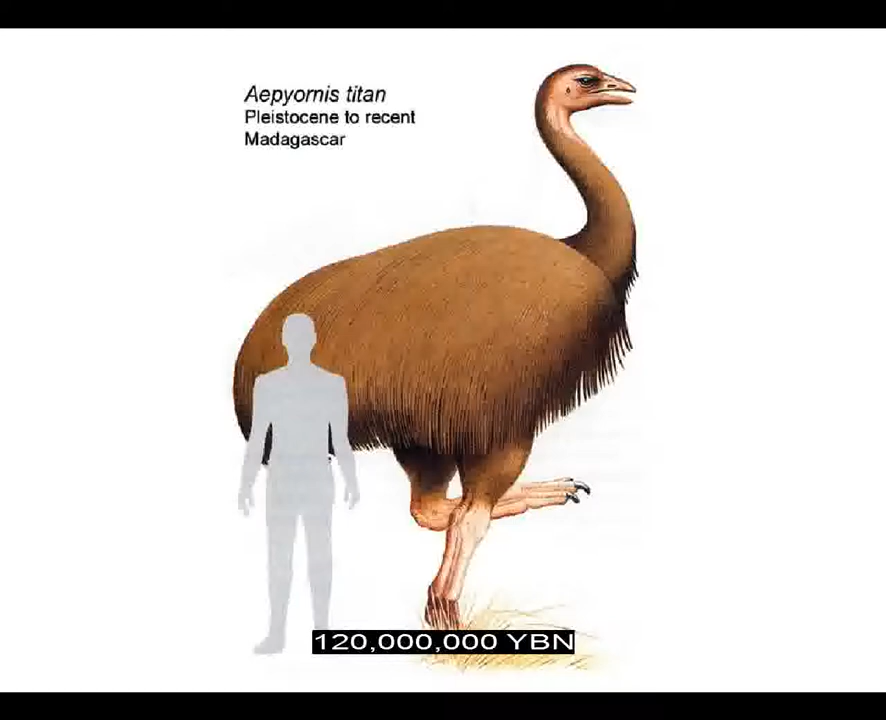 Aepyornis titan
Pleistocene to recent
Madagascar
120,000,000 YBN